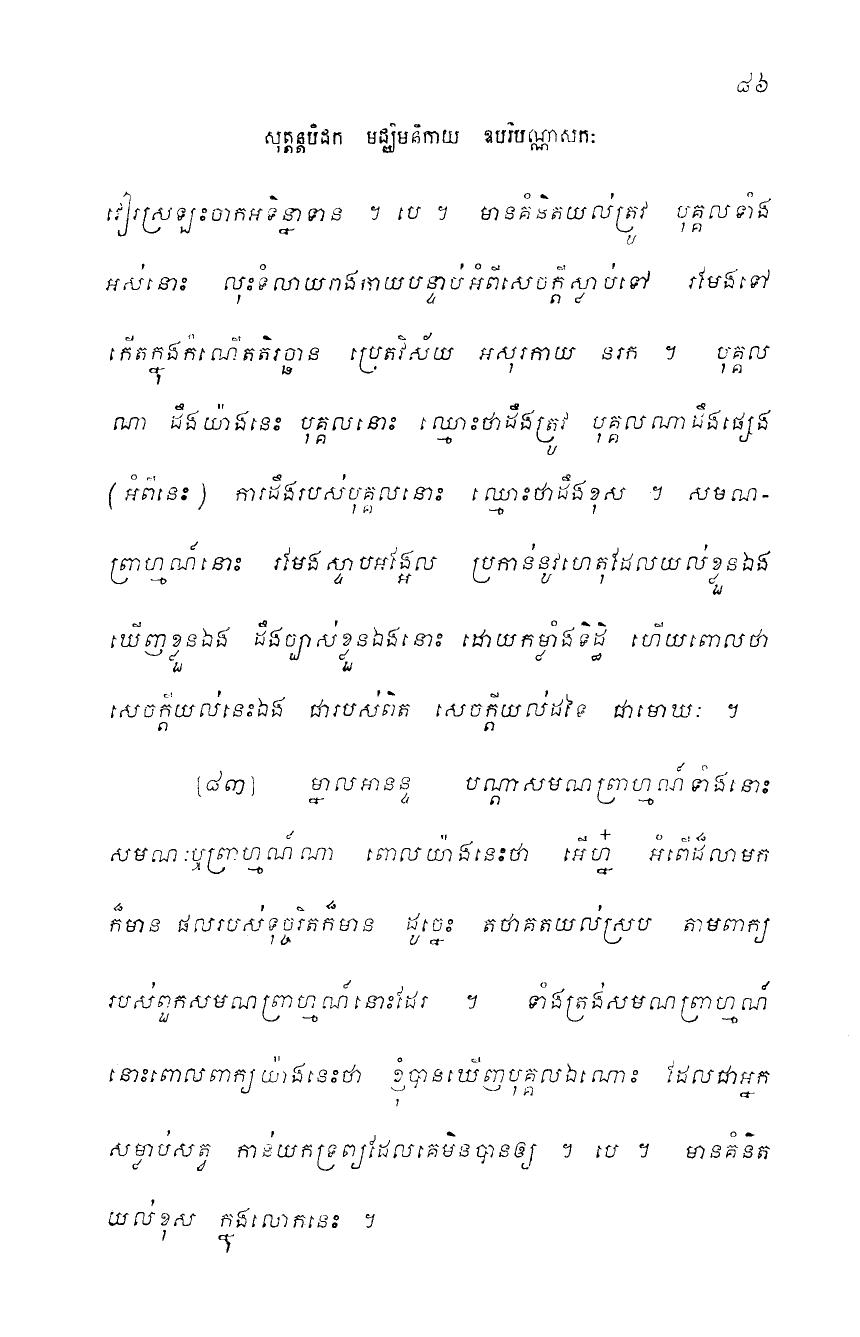 ៨៦
សុត្តន្តបិដក មជ្ឈិមនិកាយ ឧបរិបណ្ណាសកៈ
វៀរស្រឡះចាកអទិន្នាទាន ។ បេ ។ មានគំនិតយល់ត្រូវ បុគ្គលទាំង
អស់នោះ លុះទំលាយរាងកាយបន្ទាប់អំពីសេចក្តីស្លាប់ទៅ រមែងទៅ
កើតក្នុងកំណើតតិរច្ឆាន ប្រេតវិស័យ អសុរកាយ នរក ។ បុគ្គល
ណា ដឹងយ៉ាងនេះ បុគ្គលនោះ ឈ្មោះថាដឹងត្រូវ បុគ្គលណាដឹងផ្សេង
(អំពីនេះ) ការដឹងរបស់បុគ្គលនោះ ឈ្មោះថាដឹងខុស ។ សមណ-
ព្រាហ្មណ៍នោះ រមែងស្ទាបអង្អែល ប្រកាន់នូវហេតុដែលយល់ខ្លួនឯង
ឃើញខ្លួនឯង ដឹងច្បាស់ខ្លួនឯងនោះ ដោយកម្លាំងទិដ្ឋិ ហើយពោលថា
សេចក្តីយល់នេះឯង ជារបស់ពិត សេចក្តីយល់ដទៃ ជាមោឃៈ ។
[៨៣] ម្នាលអានន្ទ បណ្តាសមណព្រាហ្មណ៍ទាំងនោះ
សមណៈឬព្រាហ្មណ៍ណា ពោលយ៉ាងនេះថា អើហ្ន៎ អំពើដ៏លាមក
ក៏មាន ផលរបស់ទុច្ចរិតក៏មាន ដូច្នេះ តថាគតយល់ស្រប តាមពាក្យ
របស់ពួកសមណព្រាហ្មណ៍នោះដែរ ។ ទាំងត្រង់សមណព្រាហ្មណ៍
នោះពោលពាក្យយ៉ាងនេះថា ខ្ញុំបានឃើញបុគ្គលឯណោះ ដែលជាអ្នក
សម្លាប់សត្វ កាន់យកទ្រព្យដែលគេមិនបានឲ្យ ។ បេ ។ មានគំនិត
យល់ខុស ក្នុងលោកនេះ ។